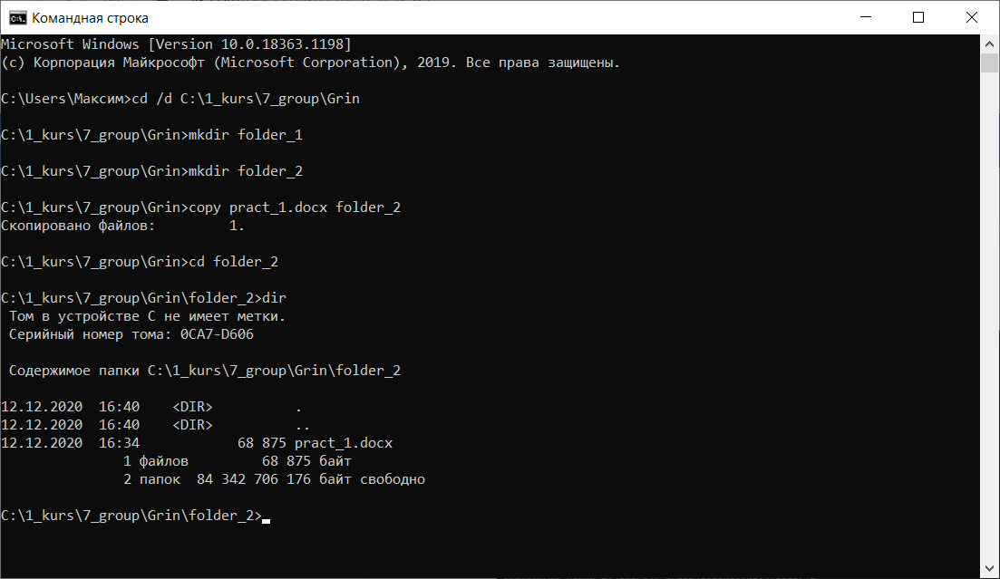 Командная строка
Microsoft Windows [Version 10.0.18363.1198]
(c) Корпорация Майкрософт (Microsoft Corporation), 2019. Все права защищены.
C:\Users\Максим>cd /d C:\1_kurs\7_group\Grin
C:\1_kurs\7_group\Grin>mkdir folder_1
C:\1_kurs\7_group\Grin>mkdir folder_2
C:\1_kurs\7_group\Grin>copy pract_1.docx folder_2
Скопировано файлов:         1.
C:\1_kurs\7_group\Grin>cd folder_2
C:\1_kurs\7_group\Grin\folder_2>dir
Том в устройстве C не имеет метки.
Серийный номер тома: 0CA7-D606
Содержимое папки C:\1_kurs\7_group\Grin\folder_2
12.12.2020  16:40    <DIR>          .
12.12.2020  16:40    <DIR>          ..
12.12.2020  16:34            68 875 pract_1.docx
1 файлов         68 875 байт
2 папок  84 342 706 176 байт свободно
C:\1_kurs\7_group\Grin\folder_2>